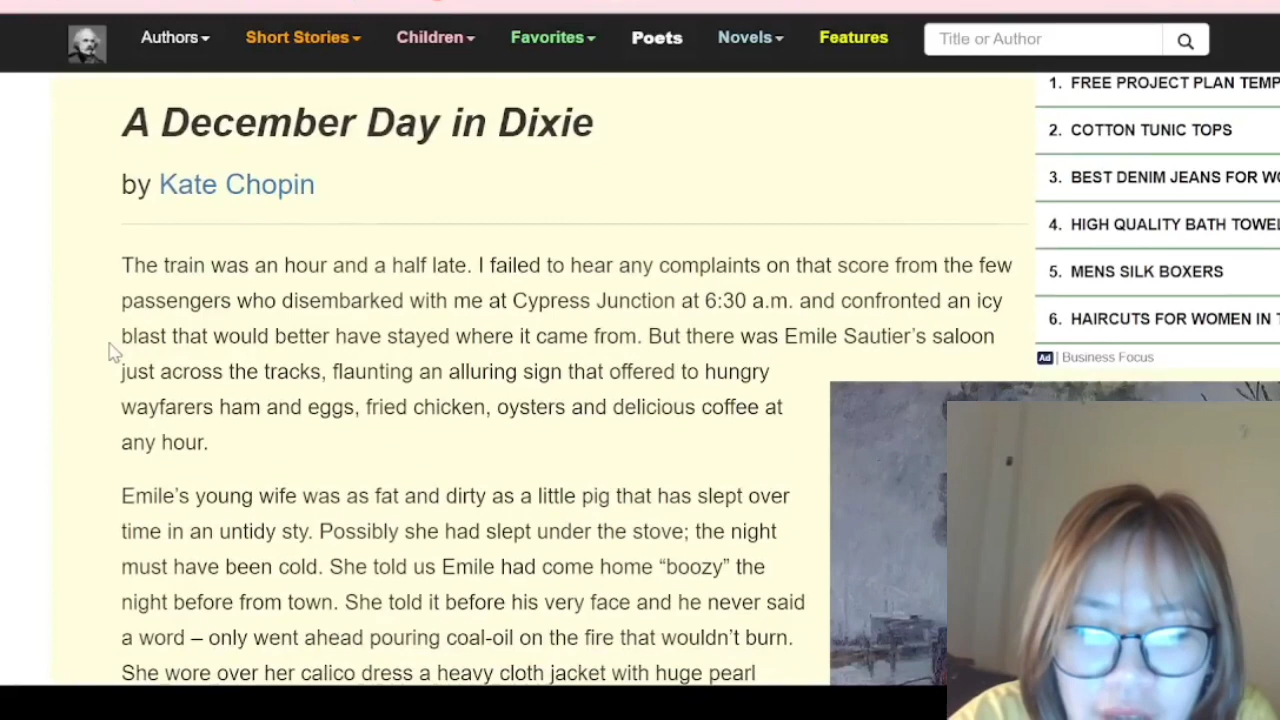 Authors
Short Stories
Children
Favorites
Poets
Novels
Features
Title or Author
A December Day in Dixie
by Kate Chopin
The train was an hour and a half late. I failed to hear any complaints on that score from the few
passengers who disembarked with me at Cypress Junction at 6:30 a.m. and confronted an icy
blast that would better have stayed where it came from. But there was Emile Sautier’s saloon
just across the tracks, flaunting an alluring sign that offered to hungry
wayfarers ham and eggs, fried chicken, oysters and delicious coffee at
any hour.
Emile’s young wife was as fat and dirty as a little pig that has slept over
time in an untidy sty. Possibly she had slept under the stove; the night
must have been cold. She told us Emile had come home “boozy” the
night before from town. She told it before his very face and he never said
a word – only went ahead pouring coal-oil on the fire that wouldn’t burn.
She wore over her calico dress a heavy cloth jacket with huge pearl
1. FREE PROJECT PLAN TEMP
2. COTTON TUNIC TOPS
3. BEST DENIM JEANS FOR WO
4. HIGH QUALITY BATH TOWEL
5. MENS SILK BOXERS
6. HAIRCUTS FOR WOMEN IN
Ad | Business Focus